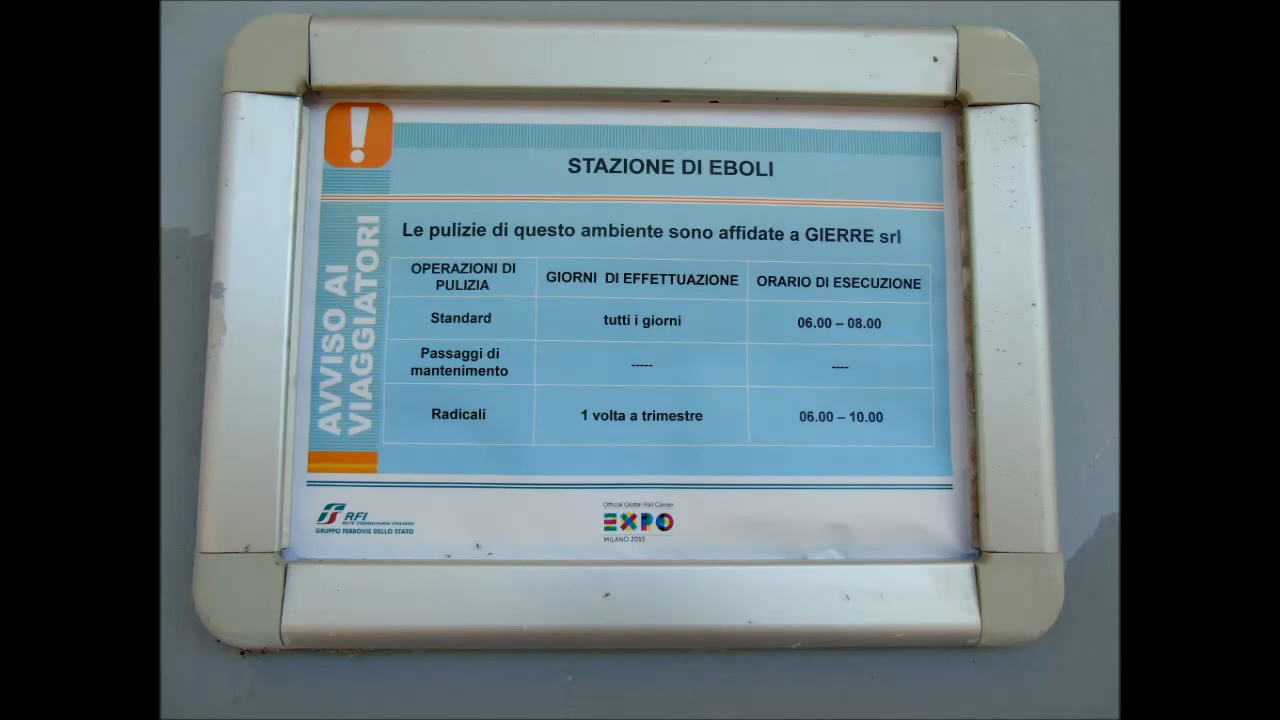 !
STAZIONE DI EBOLI
AVVISO AI
VIAGGIATORI
Le pulizie di questo ambiente sono affidate a GIERRE srl
OPERAZIONI DI
PULIZIA
GIORNI DI EFFETTUAZIONE
ORARIO DI ESECUZIONE
Standard
tutti i giorni
06.00 – 08.00
Passaggi di
mantenimento
-----
----
Radicali
1 volta a trimestre
06.00 – 10.00
RFI
RETE FERROVIARIA ITALIANA
GRUPPO FERROVIE DELLO STATO
Official Global Rail Carrier
EXPO
MILANO 2015